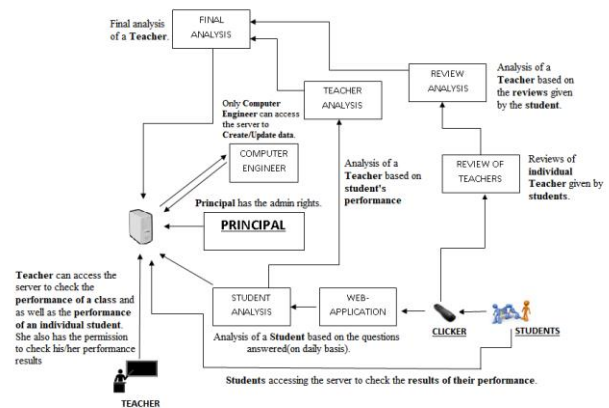 Final analysis
of a Teacher.
FINAL
ANALYSIS
TEACHER
ANALYSIS
REVIEW
ANALYSIS
Analysis of a
Teacher based on
the reviews given
by the student.
Only Computer
Engineer can access
the server to
Create/Update data.
COMPUTER
ENGINEER
Analysis of a
Teacher based on
student's
performance
REVIEW OF
TEACHERS
Reviews of
individual
Teacher given by
students.
Principal has the admin rights.
PRINCIPAL
Teacher can access the
server to check the
performance of a class and
as well as the performance
of an individual student.
She also has the permission
to check his/her performance
results
STUDENT
ANALYSIS
WEB-
APPLICATION
CLICKER
STUDENTS
Analysis of a Student based on the questions
answered(on daily basis).
Students accessing the server to check the results of their performance.
TEACHER